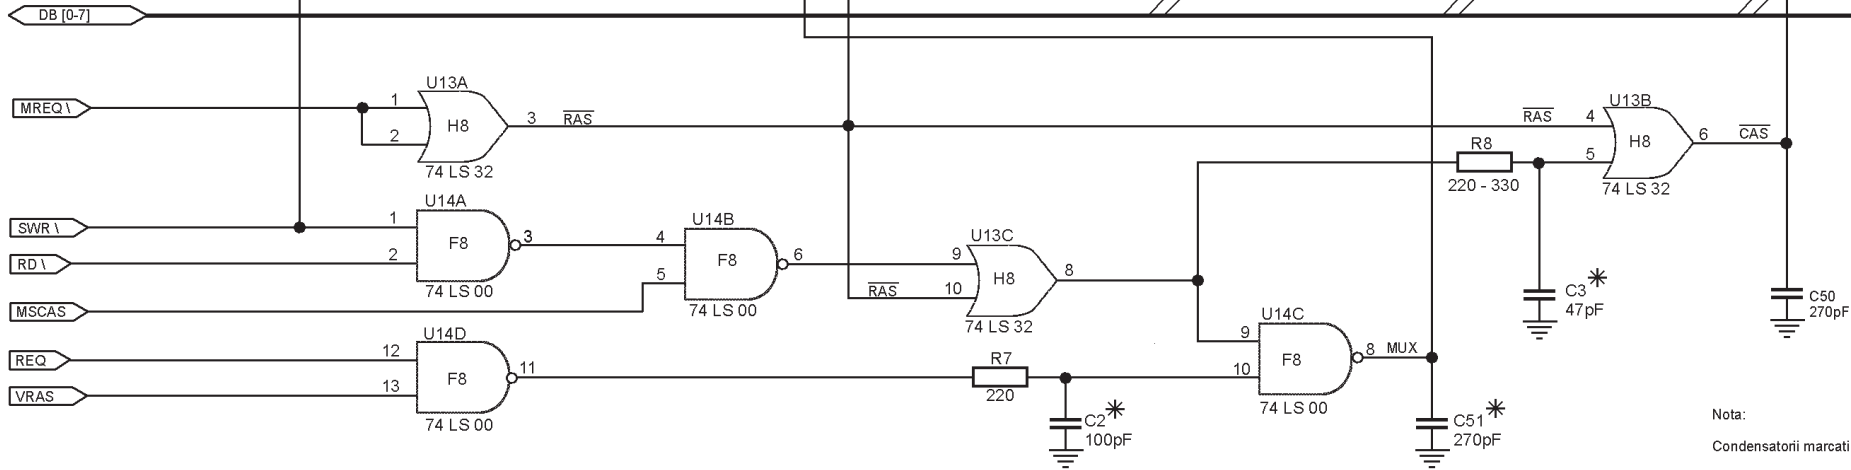 DB [0-7]
U13A
MREQ \
1
2
H8
3
RAS
74 LS 32
RAS
4
5
U13B
H8
6
CAS
74 LS 32
R8
220 - 330
U14A
SWR \
1
RD \
2
F8
3
74 LS 00
U14B
4
5
F8
6
74 LS 00
MSCAS
U13C
9
RAS
10
H8
8
74 LS 32
C3
47pF
C50
270pF
U14D
REQ
12
VRAS
13
F8
11
74 LS 00
R7
220
C2
100pF
U14C
9
10
F8
8
MUX
74 LS 00
C51
270pF
Nota:
Condensatorii marcati